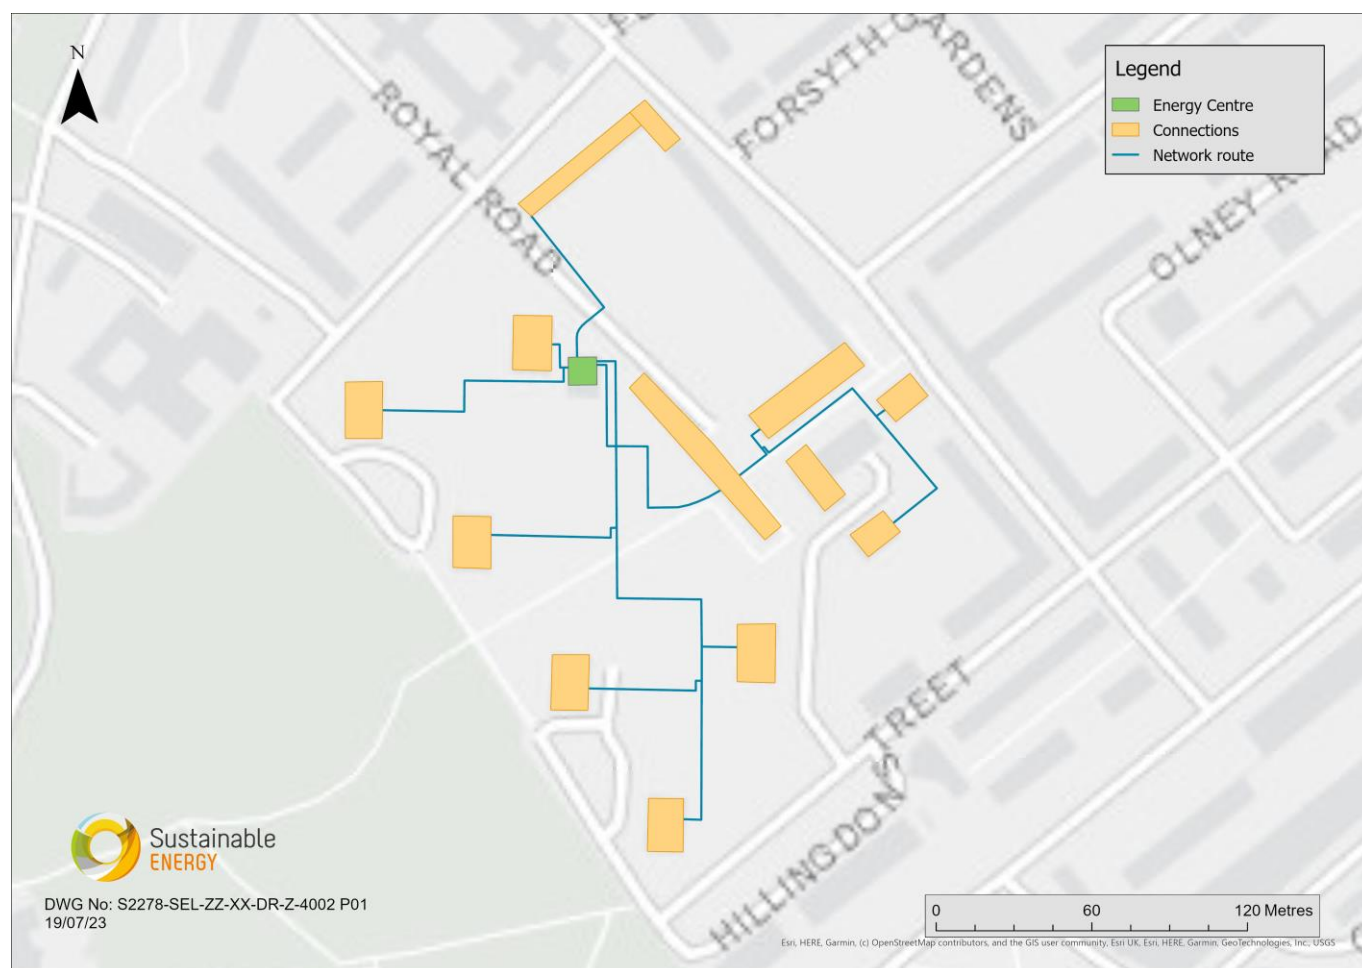 N
ROYAL ROAD
FORSYTH GARDENS
Legend
Energy Centre
Connections
Network route
OLNEY ROAD
HILLINGDON STREET
Sustainable
ENERGY
DWG No: S2278-SEL-ZZ-XX-DR-Z-4002 P01
19/07/23
0 60 120 Metres
Esri, HERE, Garmin, (c) OpenStreetMap contributors, and the GIS user community, Esri UK, Esri, HERE, Garmin, GeoTechnologies, Inc., USGS